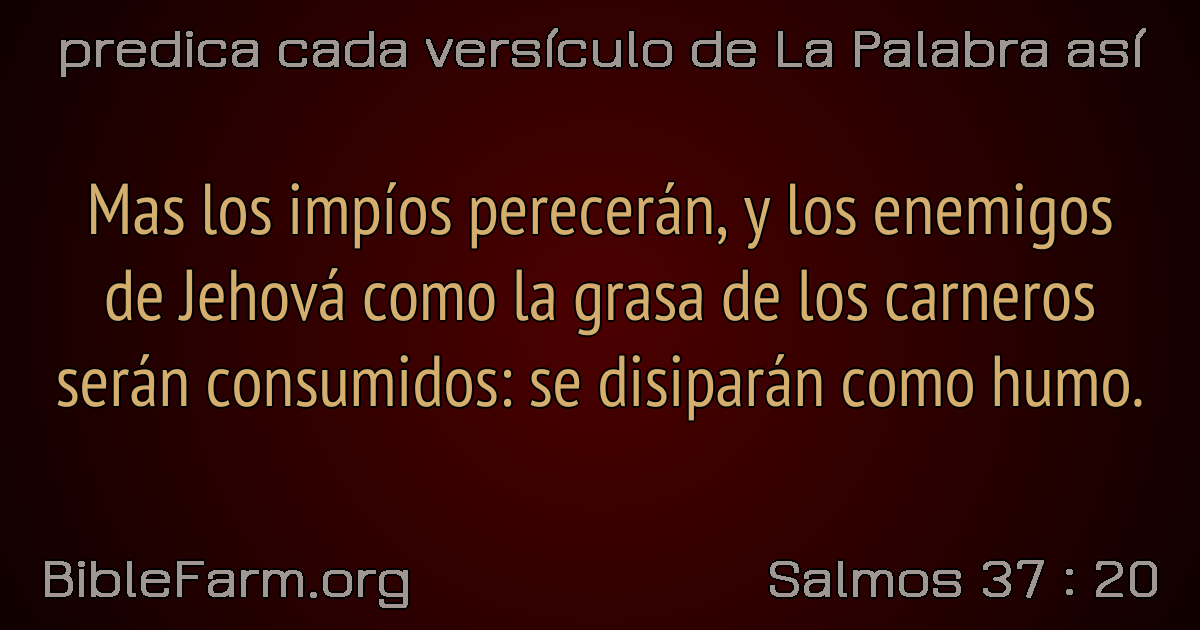 predica cada versículo de La Palabra así
Mas los impíos perecerán, y los enemigos
de Jehová como la grasa de los carneros
serán consumidos: se disiparán como humo.
BibleFarm.org
Salmos 37 : 20